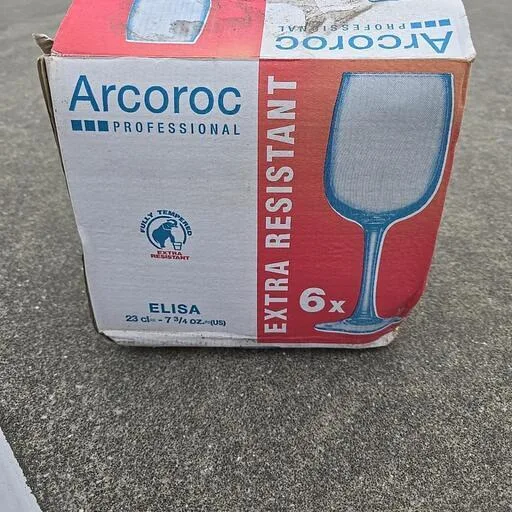 Arcoroc
PROFESSIONAL
Arcoroc
PROFESSIONAL
FULLY TEMPERED
EXTRA
RESISTANT
ELISA
23 cl℮ - 7 3/4 oz.℮(US)
EXTRA RESISTANT
6x